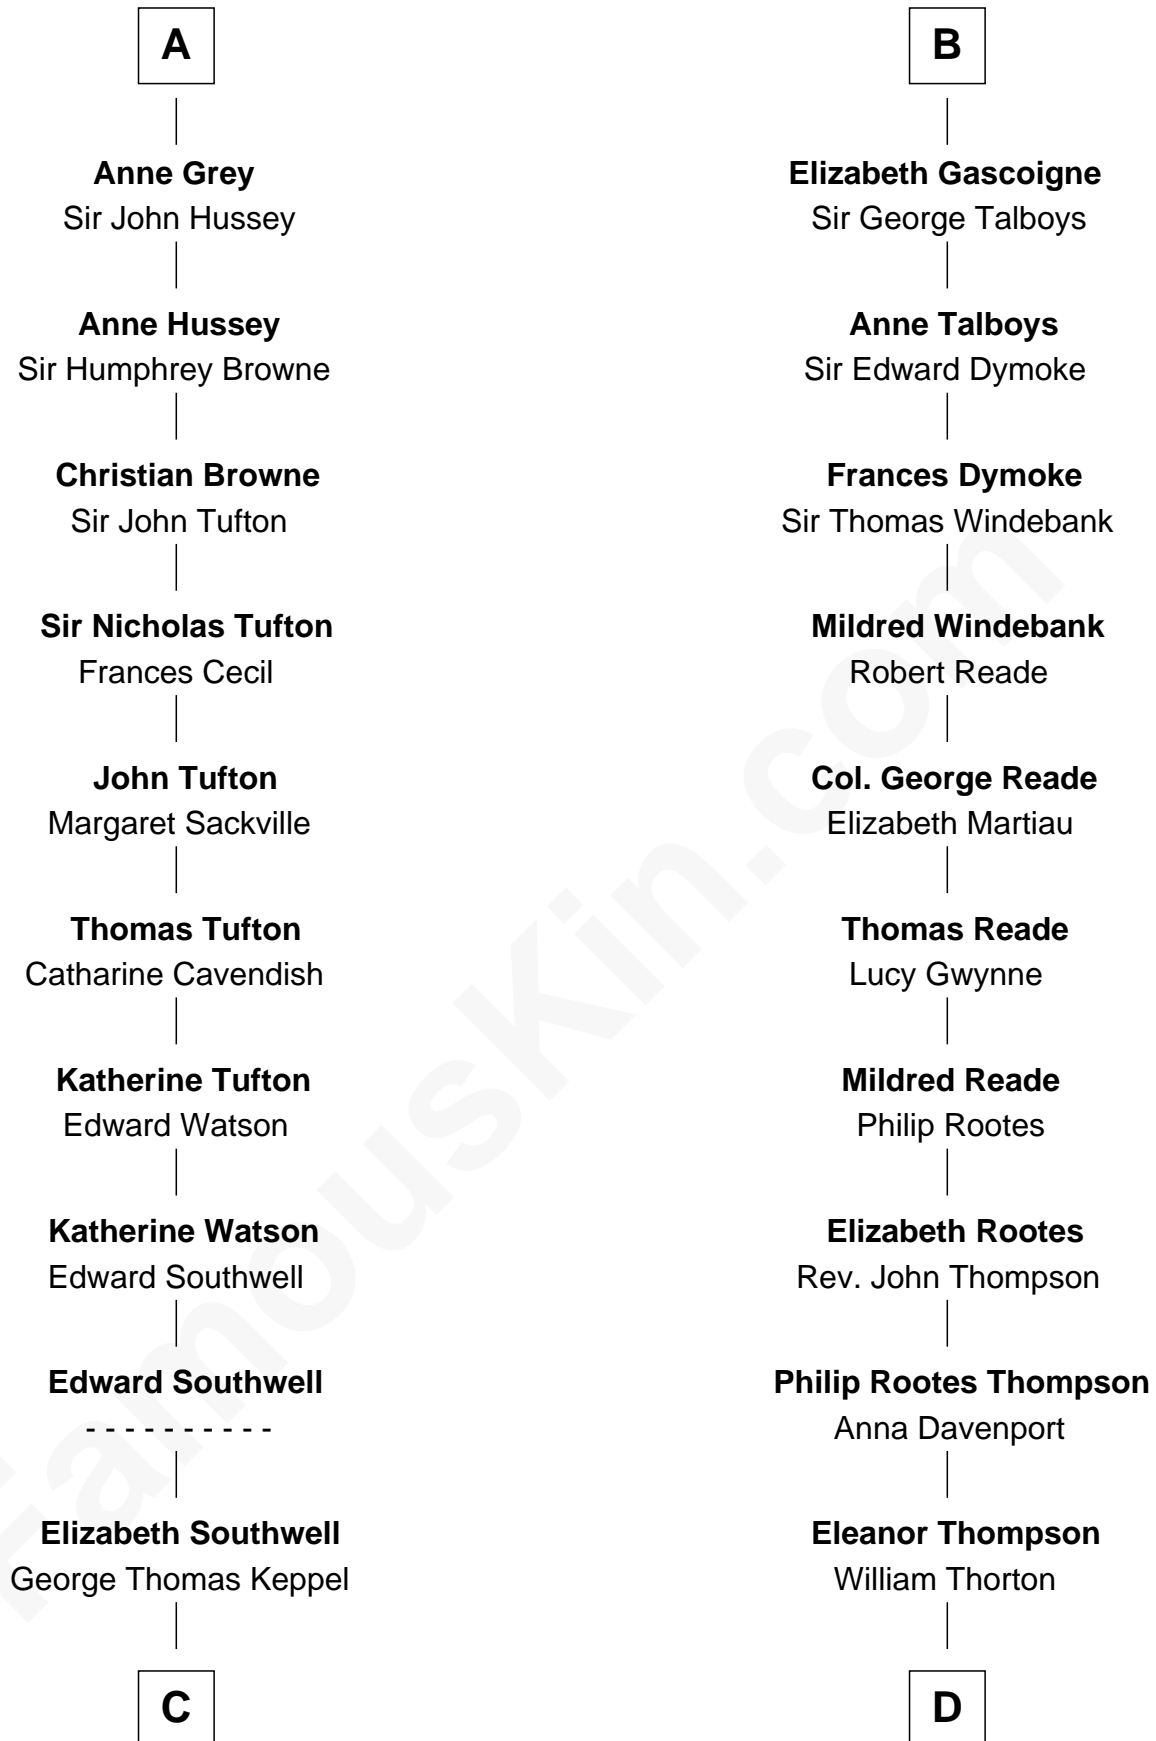 A
Anne Grey
Sir John Hussey
Anne Hussey
Sir Humphrey Browne
Christian Browne
Sir John Tufton
Sir Nicholas Tufton
Frances Cecil
John Tufton
Margaret Sackville
Thomas Tufton
Catharine Cavendish
Katherine Tufton
Edward Watson
Katherine Watson
Edward Southwell
Edward Southwell
- - - - - - - - - -
Elizabeth Southwell
George Thomas Keppel
C
B
Elizabeth Gascoigne
Sir George Talboys
Anne Talboys
Sir Edward Dymoke
Frances Dymoke
Sir Thomas Windebank
Mildred Windebank
Robert Reade
Col. George Reade
Elizabeth Martiau
Thomas Reade
Lucy Gwynne
Mildred Reade
Philip Rootes
Elizabeth Rootes
Rev. John Thompson
Philip Rootes Thompson
Anna Davenport
Eleanor Thompson
William Thorton
D
FamousKin.com